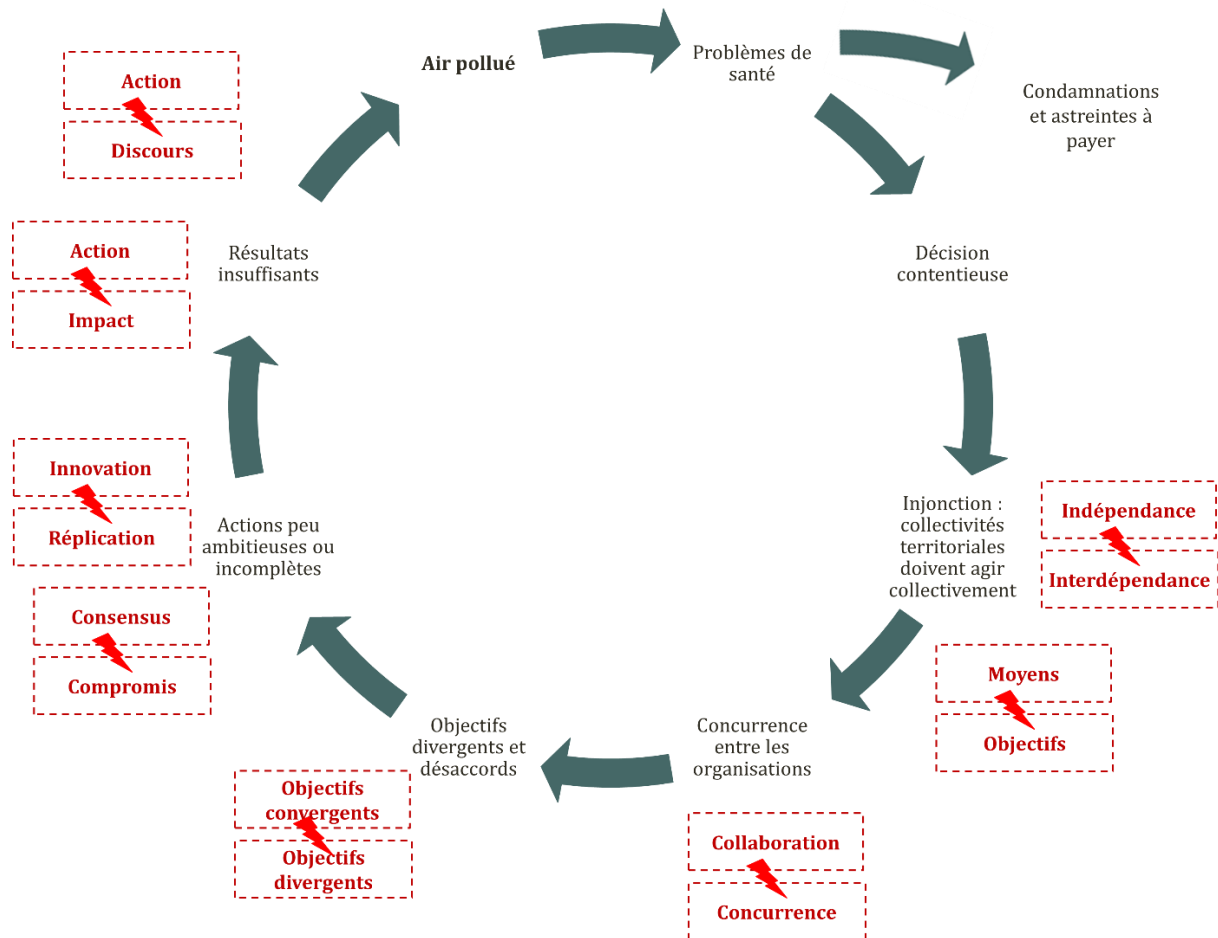 Air pollué
Problèmes de
santé
Condamnations
et astreintes à
payer
Décision
contentieuse
Injonction :
collectivités
territoriales
doivent agir
collectivement
Indépendance
Interdépendance
Moyens
Objectifs
Concurrence
entre les
organisations
Collaboration
Concurrence
Objectifs
divergents et
désaccords
Objectifs
convergents
Objectifs
divergents
Actions peu
ambitieuses ou
incomplètes
Consensus
Compromis
Innovation
Réplication
Résultats
insuffisants
Action
Impact
Action
Discours